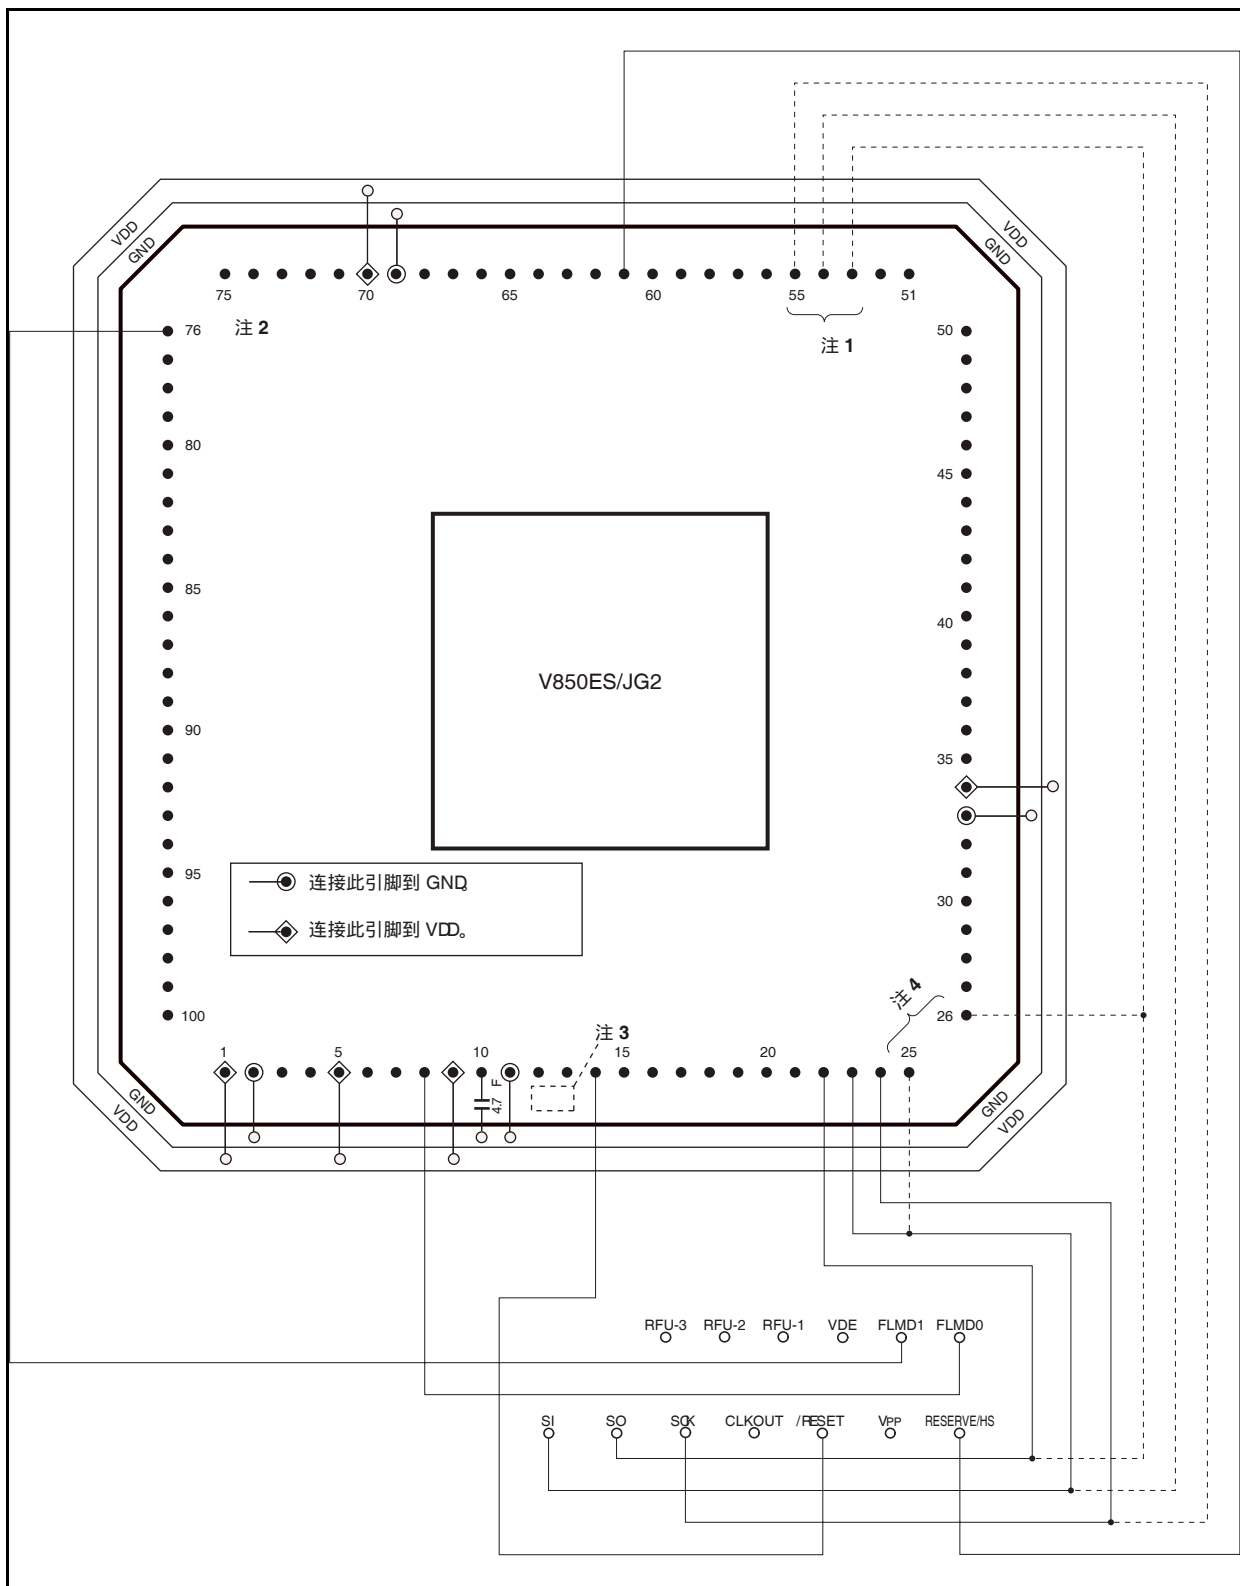 VDD
GND
VDD
GND
75
70
65
60
55
51
注 2
注 1
76
80
85
90
95
100
50
45
40
35
30
26
V850ES/JG2
连接此引脚到 GND。
连接此引脚到 VDD。
注 3
注 4
1
5
10
15
20
25
4.7 F
GND
VDD
GND
VDD
RFU-3 RFU-2 RFU-1 VDE FLMD1 FLMD0
SI SO SCK CLKOUT /RESET VPP RESERVE/HS